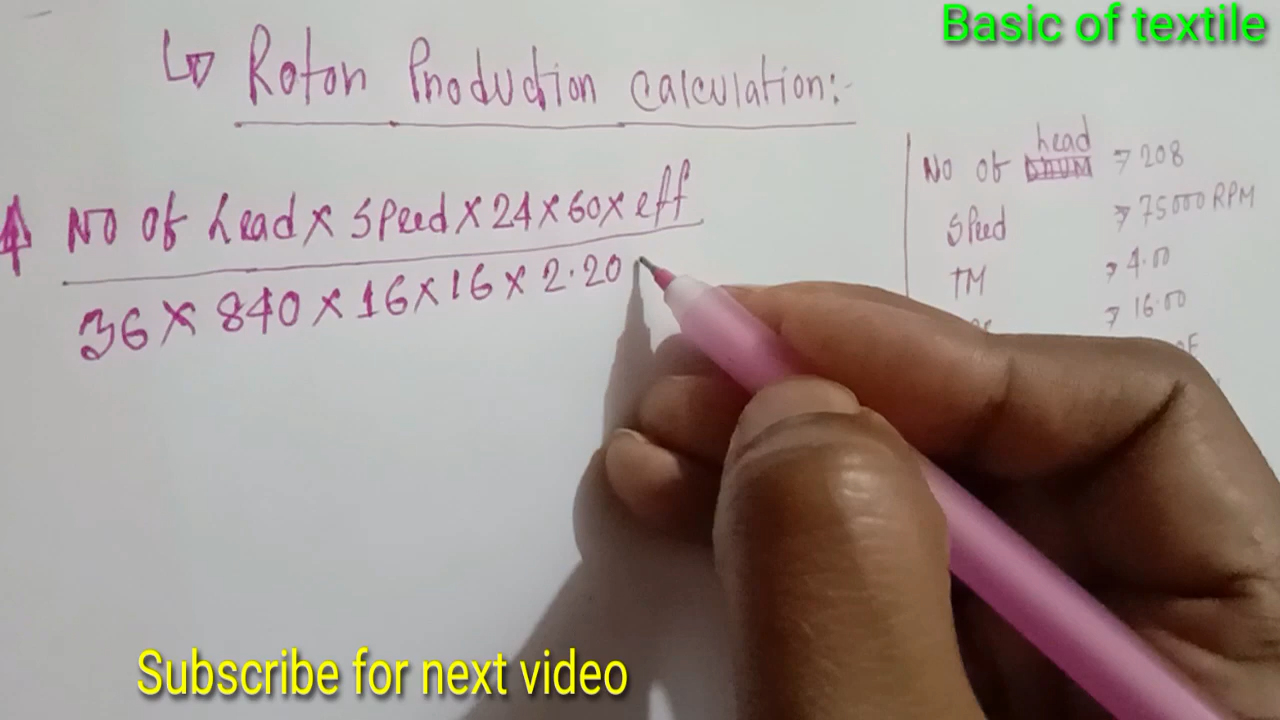 Basic of textile
↳ Roton Production calculation:-
No of head × Speed × 24 × 60 × eff
36 × 840 × 16 × 16 × 2.20
No of head ⇒ 208
Speed ⇒ 75000 RPM
TM ⇒ 4.00
⇒ 16.00
Subscribe for next video